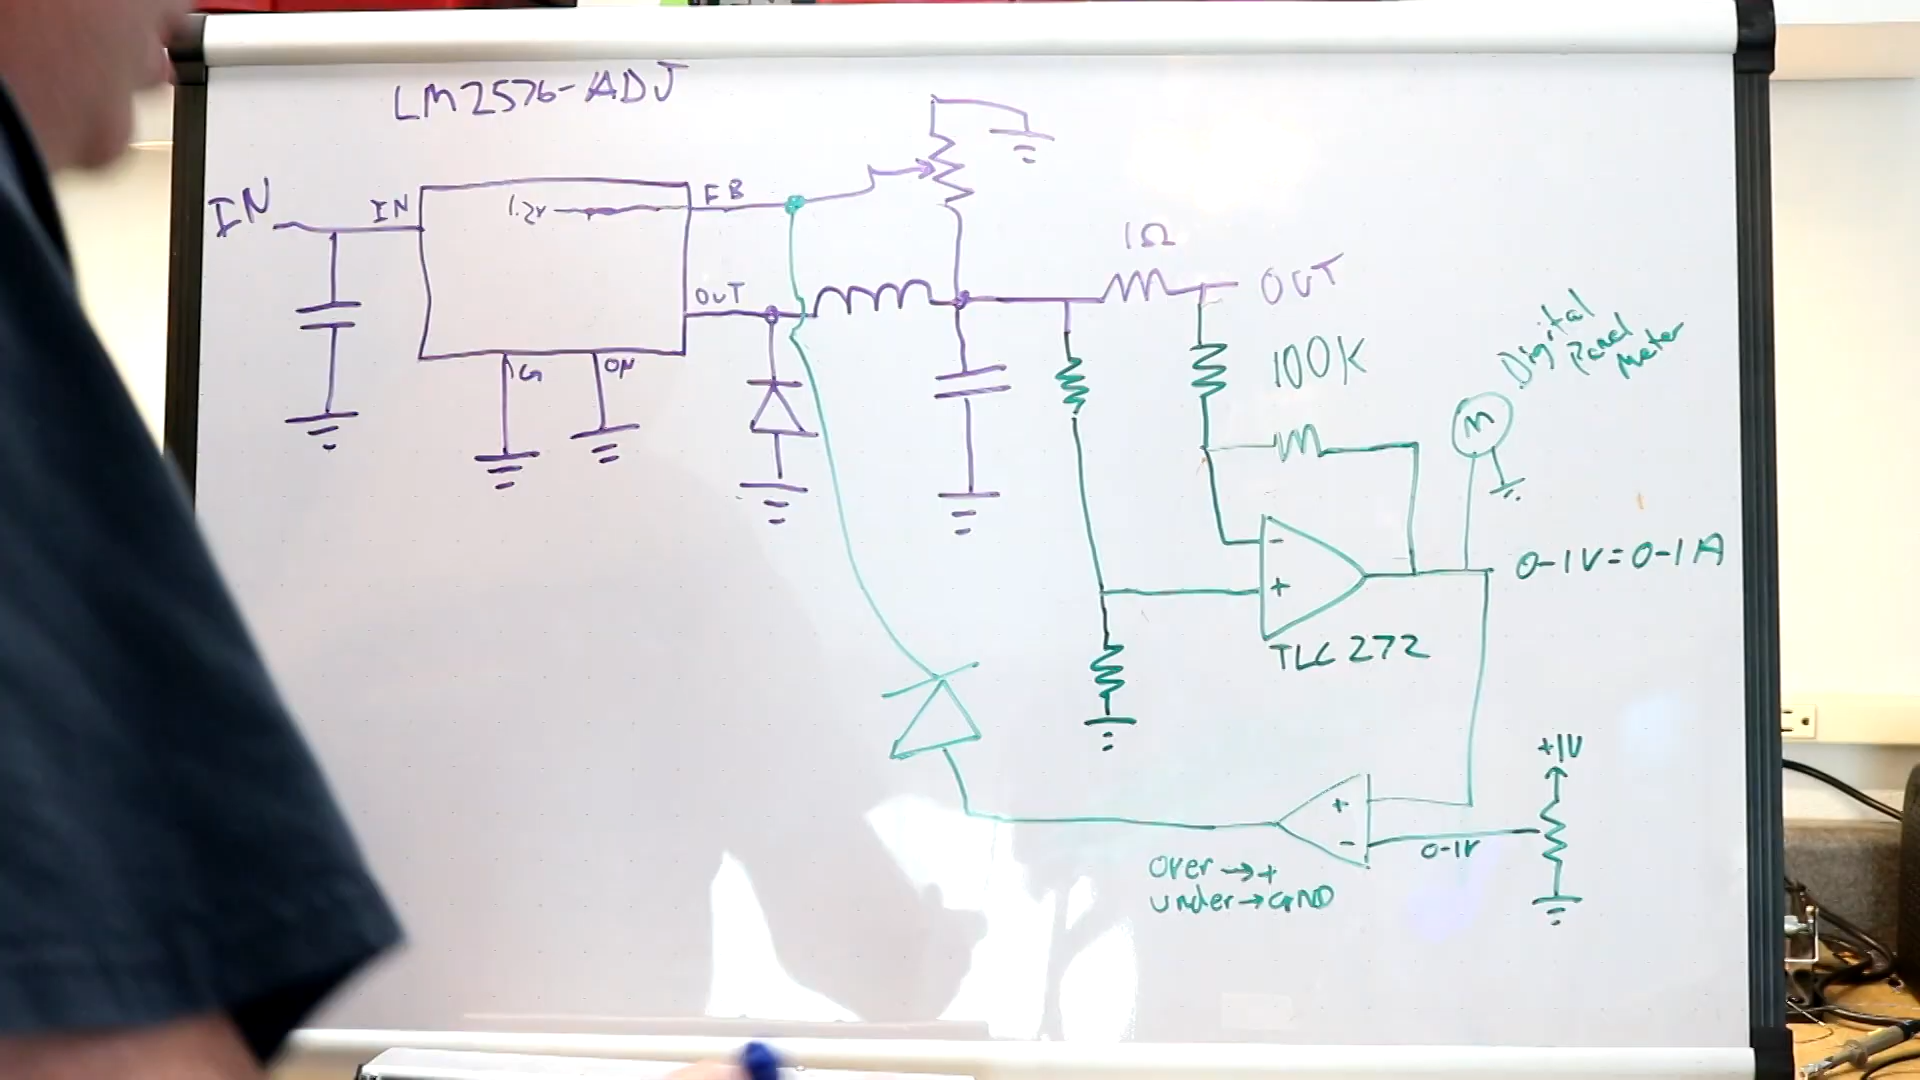 LM2576-ADJ
IN
IN
1.2V
FB
OUT
G
ON
1Ω
OUT
100K
Digital
Panel
Meter
M
-
+
TLC272
0-1V=0-1A
+1V
+
-
0-1V
over→+
under→GND